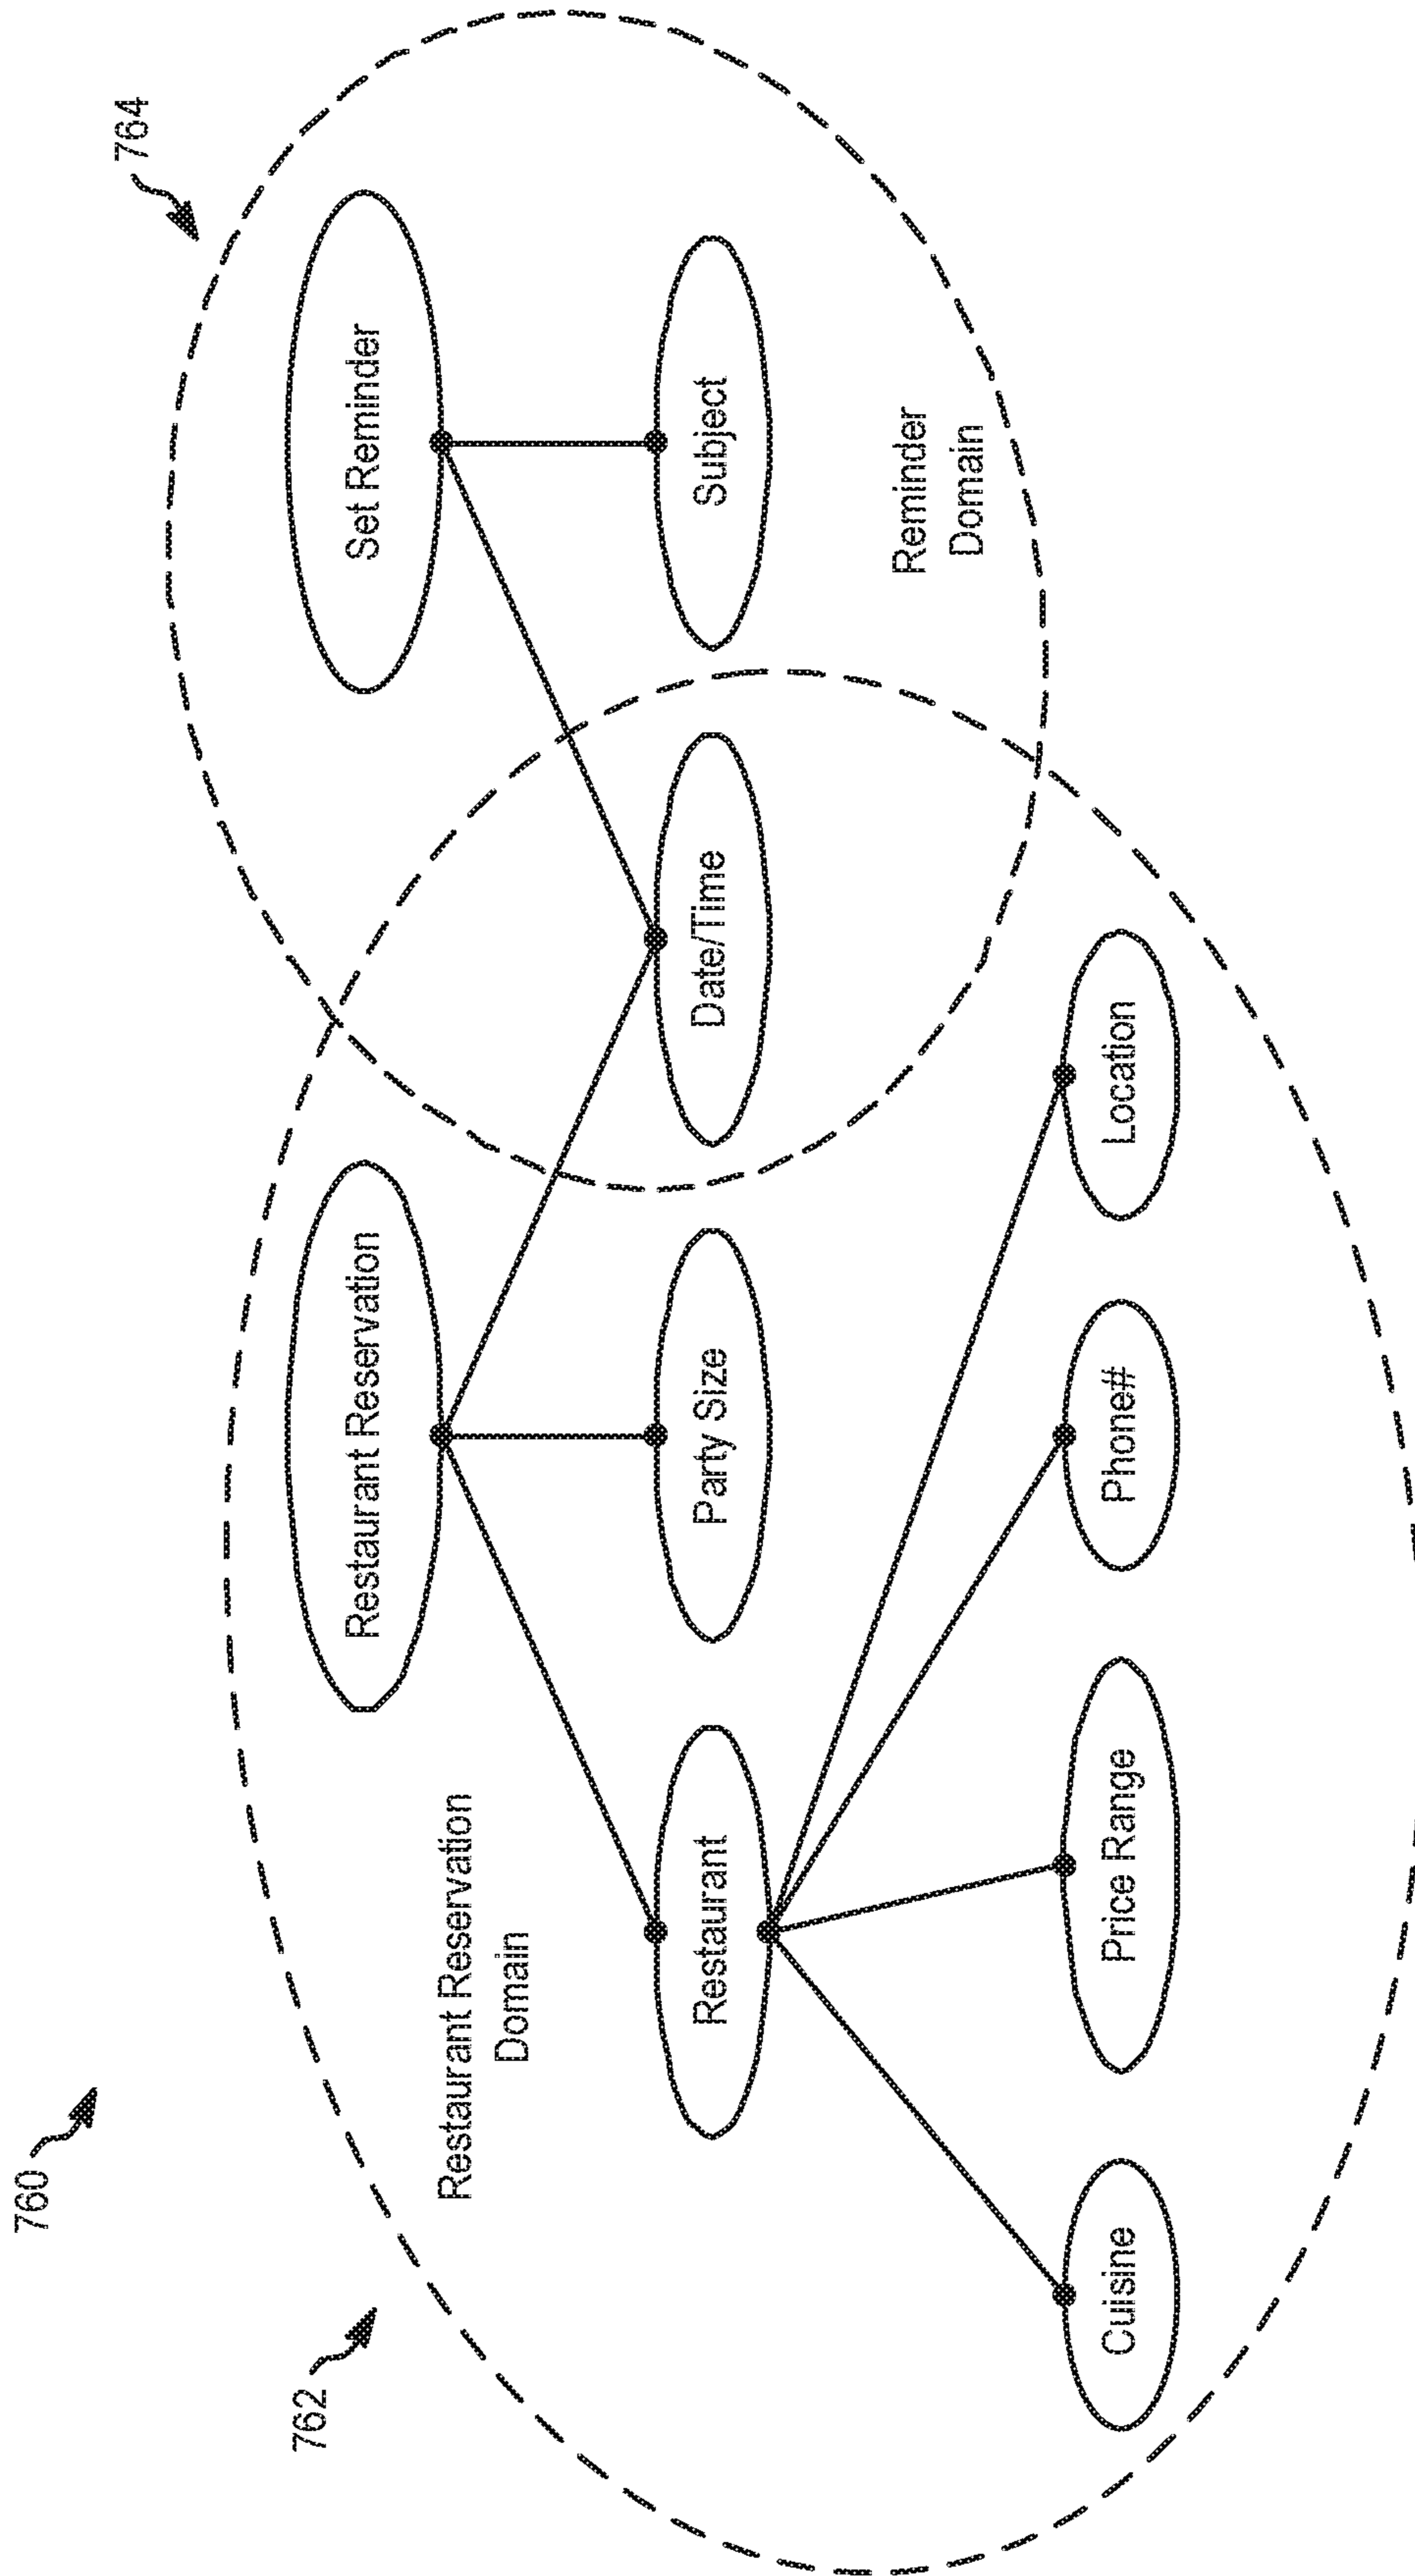 760
762
764
Restaurant Reservation
Set Reminder
Restaurant Reservation
Domain
Restaurant
Party Size
Date/Time
Subject
Reminder
Domain
Cuisine
Price Range
Phone#
Location